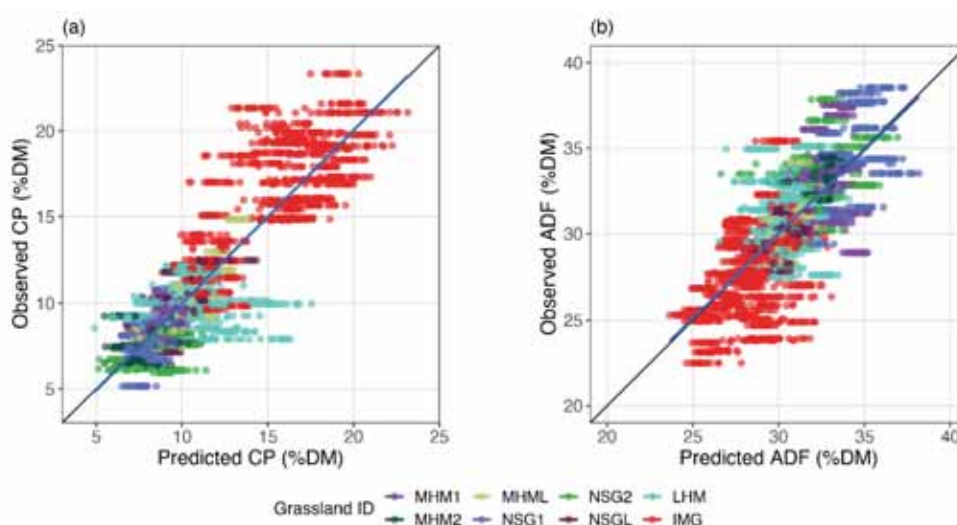 (a)
(b)
25
20
15
10
5
Observed CP (%DM)
5
10
15
20
25
Predicted CP (%DM)
40
35
30
25
20
Observed ADF (%DM)
20
25
30
35
40
Predicted ADF (%DM)
Grassland ID
MHM1
MHML
NSG2
LHM
MHM2
NSG1
NSGL
IMG